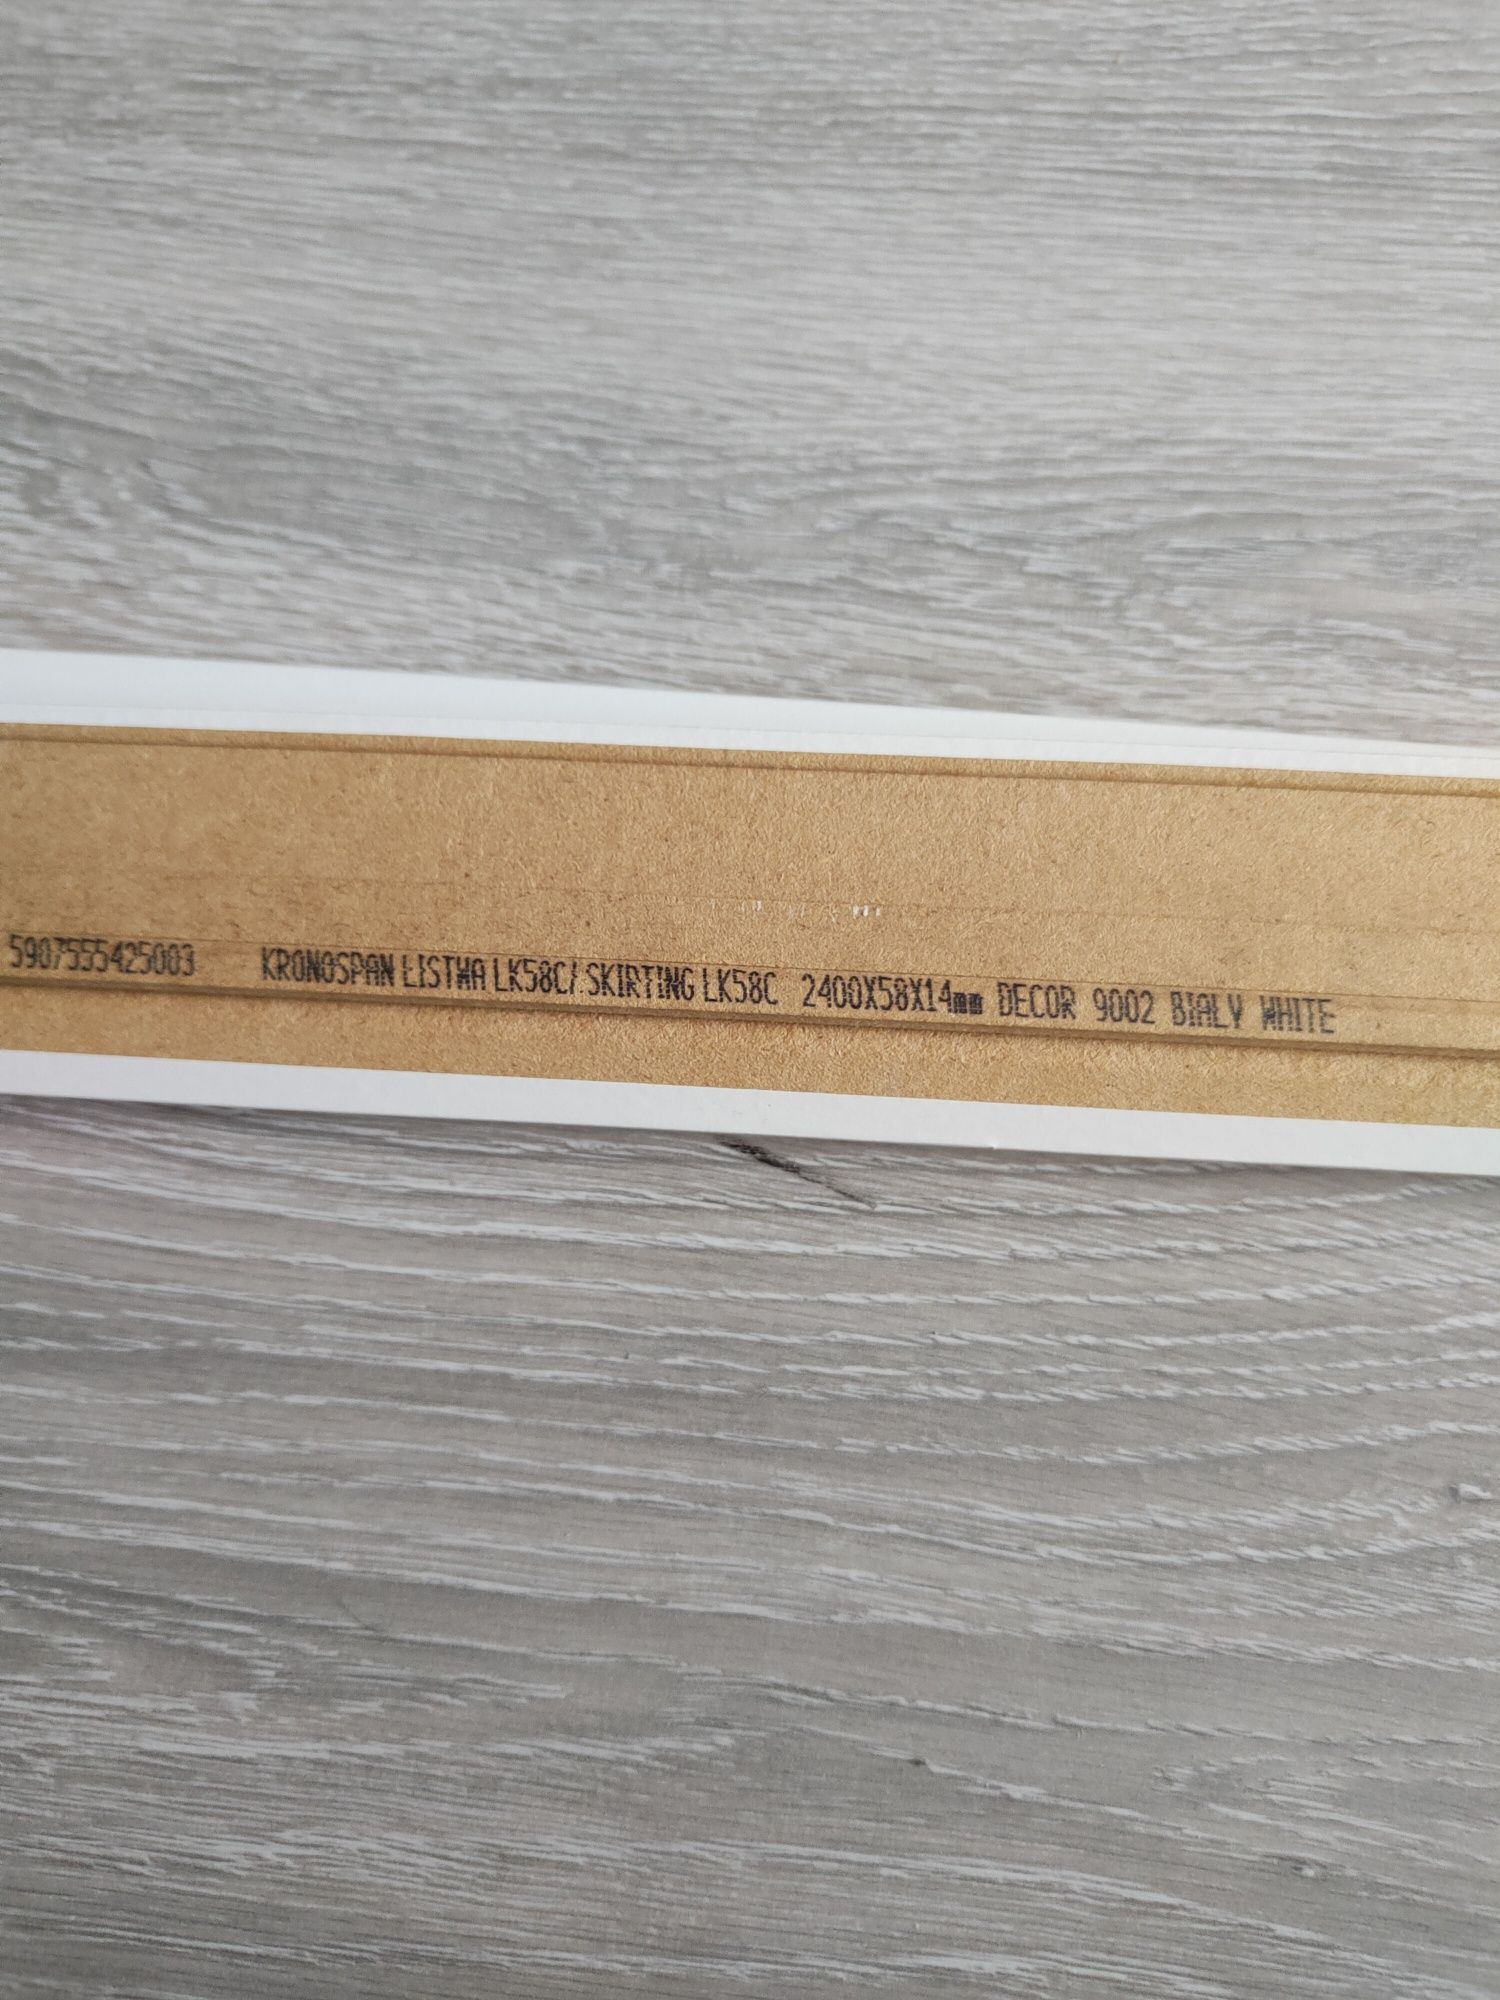 5907555425003 KRONOSPAN LISTWA LK58C/ SKIRTING LK58C 2400X58X14mm DECOR 9002 BIALY WHITE